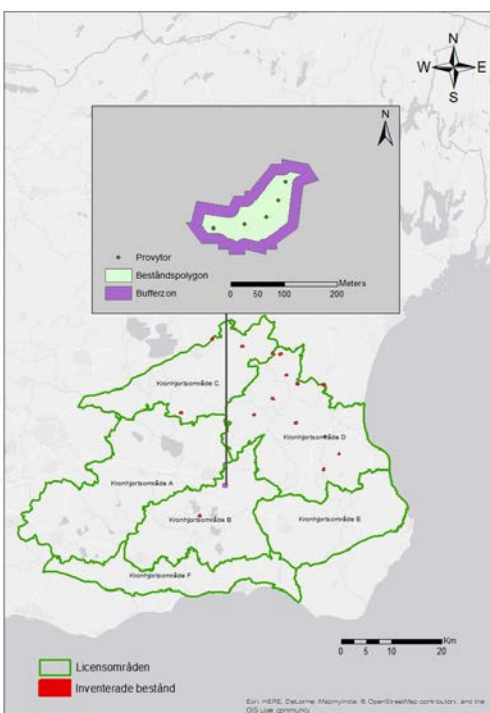 N
W E
S
N
Provytor
Beståndspolygon
Bufferzon
Meters
0 50 100 200
Kronhjortsområde C
Kronhjortsområde D
Kronhjortsområde A
Kronhjortsområde B
Kronhjortsområde E
Kronhjortsområde F
Km
0 5 10 20
Licensområden
Inventerade bestånd
Esri, HERE, DeLorme, MapmyIndia, © OpenStreetMap contributors, and the
GIS user community